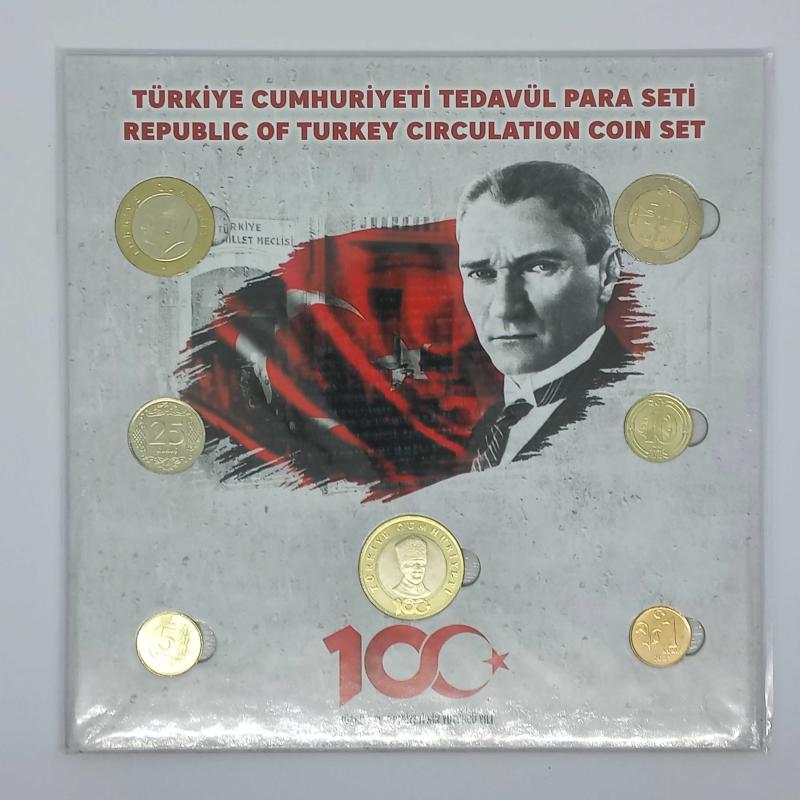 TÜRKİYE CUMHURİYETİ TEDAVÜL PARA SETİ
REPUBLIC OF TURKEY CIRCULATION COIN SET
TÜRKİYE
MİLLET MECLİSİ
25
KURUŞ
10
TÜRKİYE CUMHURİYETİ
100
5
1
100